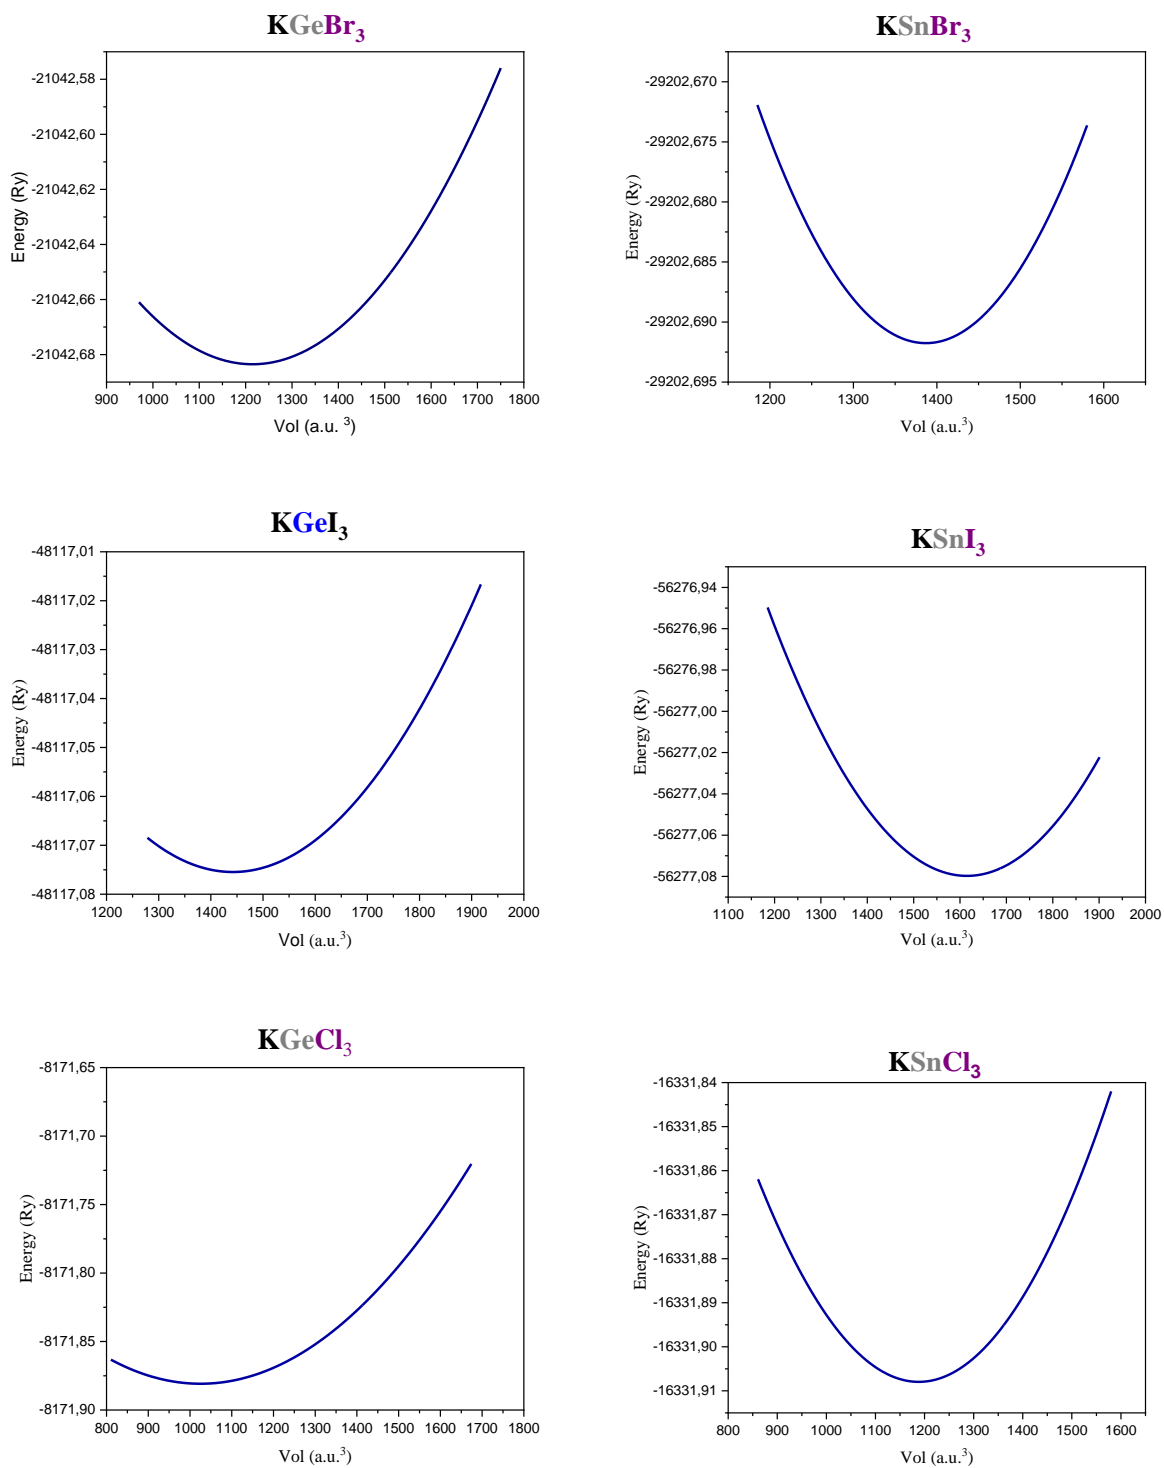 KGeBr3
-21042,58
-21042,60
-21042,62
-21042,64
-21042,66
-21042,68
Energy (Ry)
900 1000 1100 1200 1300 1400 1500 1600 1700 1800
Vol (a.u. 3)
KSnBr3
-29202,670
-29202,675
-29202,680
-29202,685
-29202,690
-29202,695
Energy (Ry)
1200 1300 1400 1500 1600
Vol (a.u.3)
KGeI3
-48117,01
-48117,02
-48117,03
-48117,04
-48117,05
-48117,06
-48117,07
-48117,08
Energy (Ry)
1200 1300 1400 1500 1600 1700 1800 1900 2000
Vol (a.u.3)
KSnI3
-56276,94
-56276,96
-56276,98
-56277,00
-56277,02
-56277,04
-56277,06
-56277,08
Energy (Ry)
1100 1200 1300 1400 1500 1600 1700 1800 1900 2000
Vol (a.u.3)
KGeCl3
-8171,65
-8171,70
-8171,75
-8171,80
-8171,85
-8171,90
Energy (Ry)
800 900 1000 1100 1200 1300 1400 1500 1600 1700 1800
Vol (a.u.3)
KSnCl3
-16331,84
-16331,85
-16331,86
-16331,87
-16331,88
-16331,89
-16331,90
-16331,91
Energy (Ry)
800 900 1000 1100 1200 1300 1400 1500 1600
Vol (a.u.3)